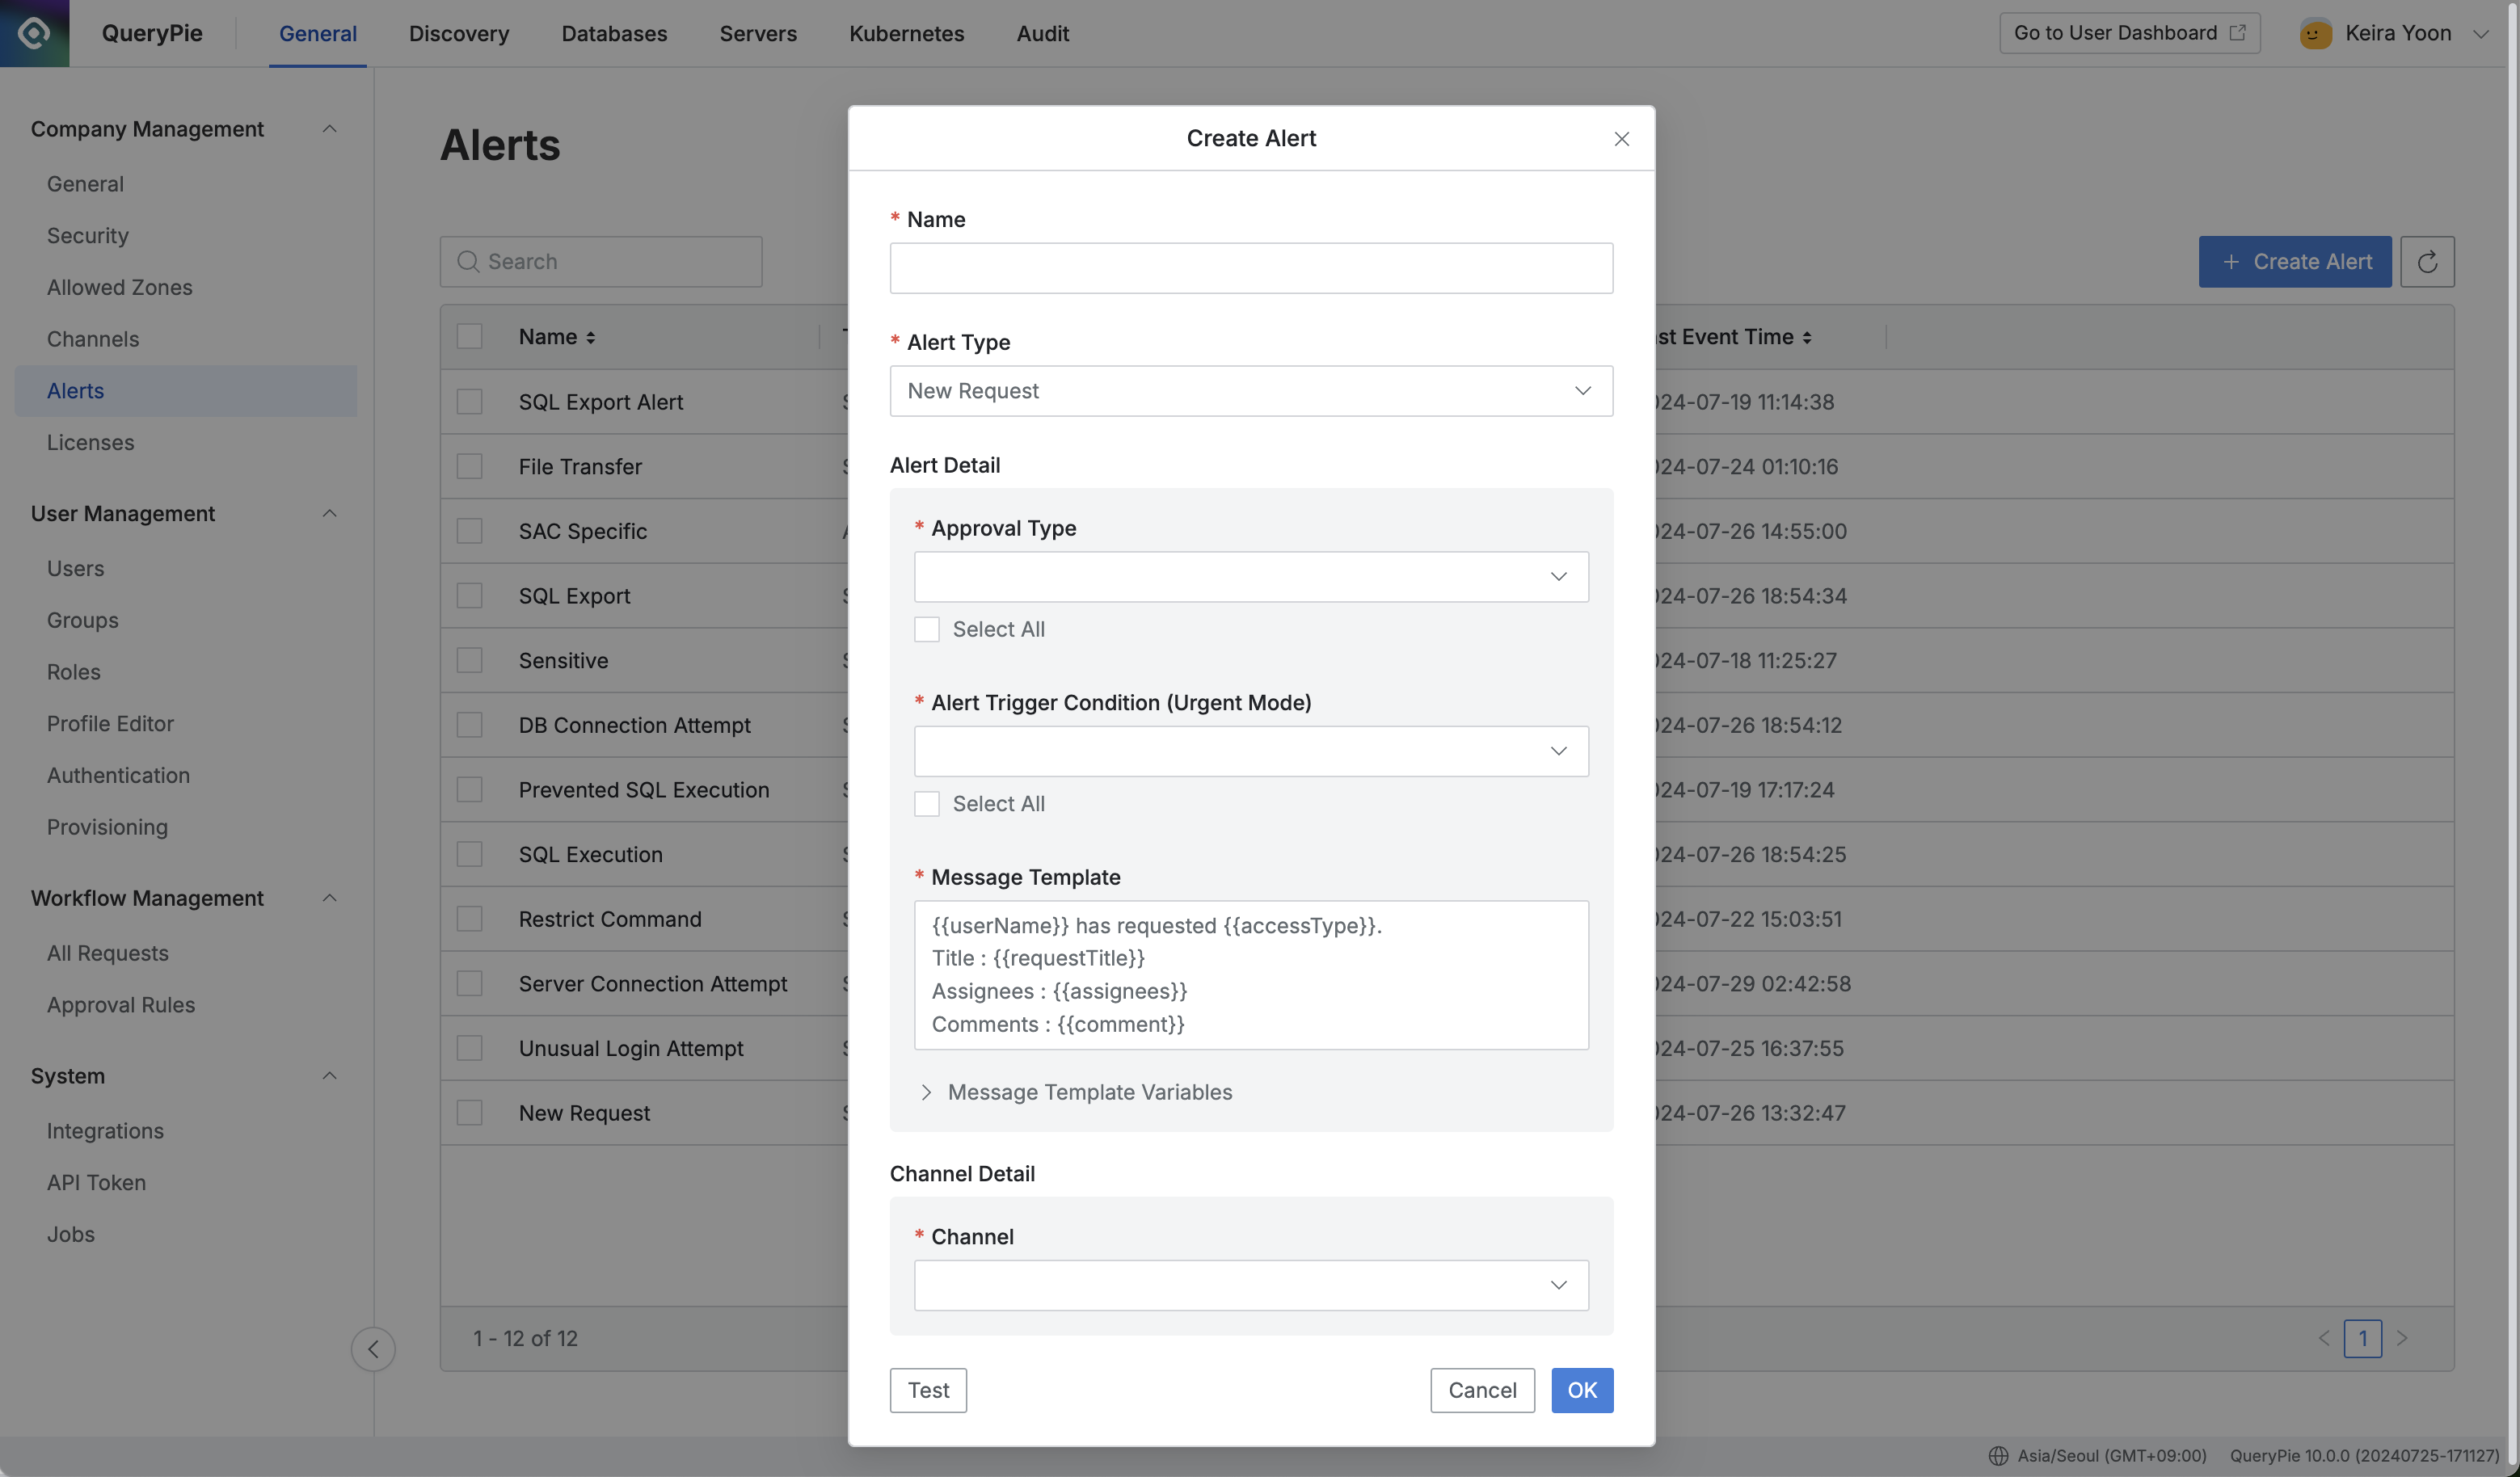 QueryPie
General
Discovery
Databases
Servers
Kubernetes
Audit
Go to User Dashboard
Keira Yoon
Company Management
General
Security
Allowed Zones
Channels
Alerts
Licenses
User Management
Users
Groups
Roles
Profile Editor
Authentication
Provisioning
Workflow Management
All Requests
Approval Rules
System
Integrations
API Token
Jobs
Alerts
Search
Create Alert
Name
st Event Time
SQL Export Alert
24-07-19 11:14:38
File Transfer
24-07-24 01:10:16
SAC Specific
24-07-26 14:55:00
SQL Export
24-07-26 18:54:34
Sensitive
24-07-18 11:25:27
DB Connection Attempt
24-07-26 18:54:12
Prevented SQL Execution
24-07-19 17:17:24
SQL Execution
24-07-26 18:54:25
Restrict Command
24-07-22 15:03:51
Server Connection Attempt
24-07-29 02:42:58
Unusual Login Attempt
24-07-25 16:37:55
New Request
24-07-26 13:32:47
1 - 12 of 12
1
Create Alert
* Name
* Alert Type
New Request
Alert Detail
* Approval Type
Select All
* Alert Trigger Condition (Urgent Mode)
Select All
* Message Template
{{userName}} has requested {{accessType}}.
Title : {{requestTitle}}
Assignees : {{assignees}}
Comments : {{comment}}
Message Template Variables
Channel Detail
* Channel
Test
Cancel
OK
Asia/Seoul (GMT+09:00)
QueryPie 10.0.0 (20240725-171127)